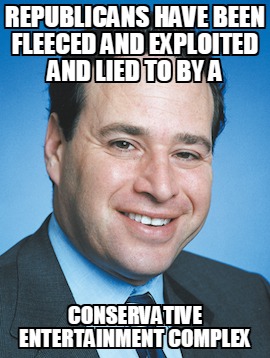 REPUBLICANS HAVE BEEN
FLEECED AND EXPLOITED
AND LIED TO BY A
CONSERVATIVE
ENTERTAINMENT COMPLEX